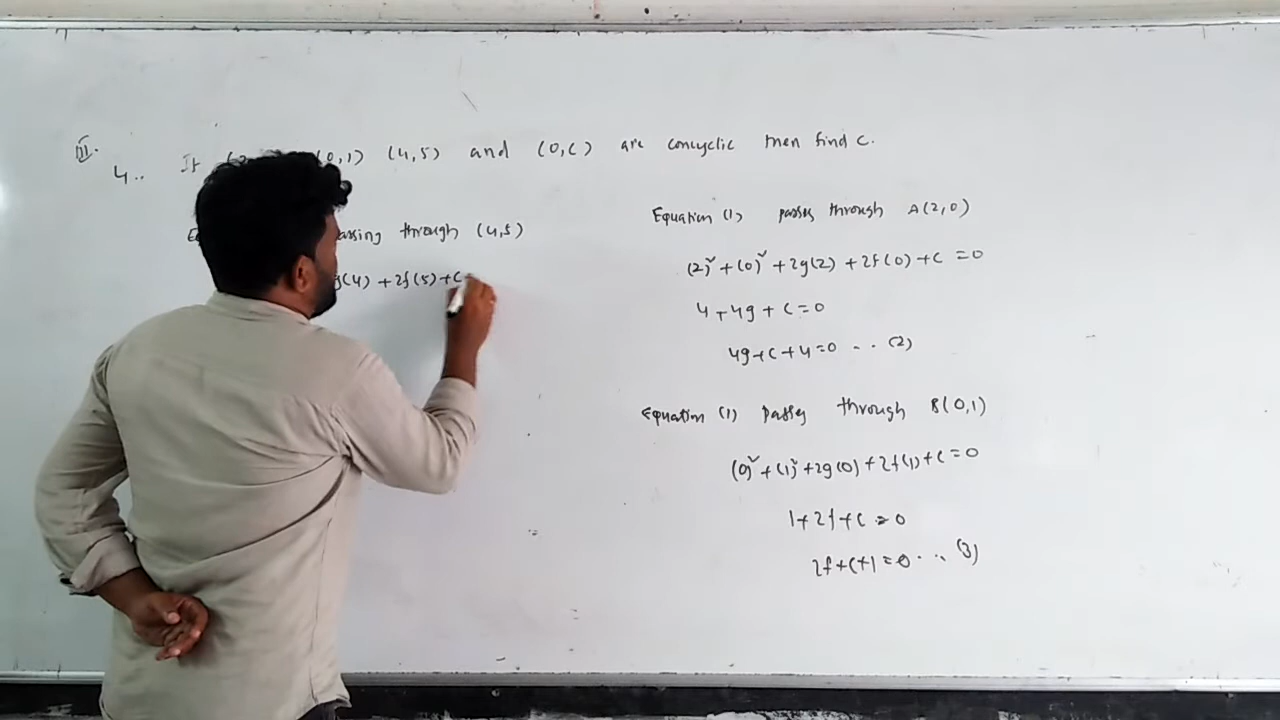 III.
4.. If (2 0,1) (4,5) and (0,c) are concyclic then find c.
assing through (4,5)
g(4) + 2f(5) + c
Equation (1) passes through A(2,0)
(2)² + (0)² + 2g(2) + 2f(0) + c = 0
4 + 4g + c = 0
4g + c + 4 = 0 .. (2)
Equation (1) passes through B(0,1)
(0)² + (1)² + 2g(0) + 2f(1) + c = 0
1 + 2f + c = 0
2f + c + 1 = 0 ... (3)